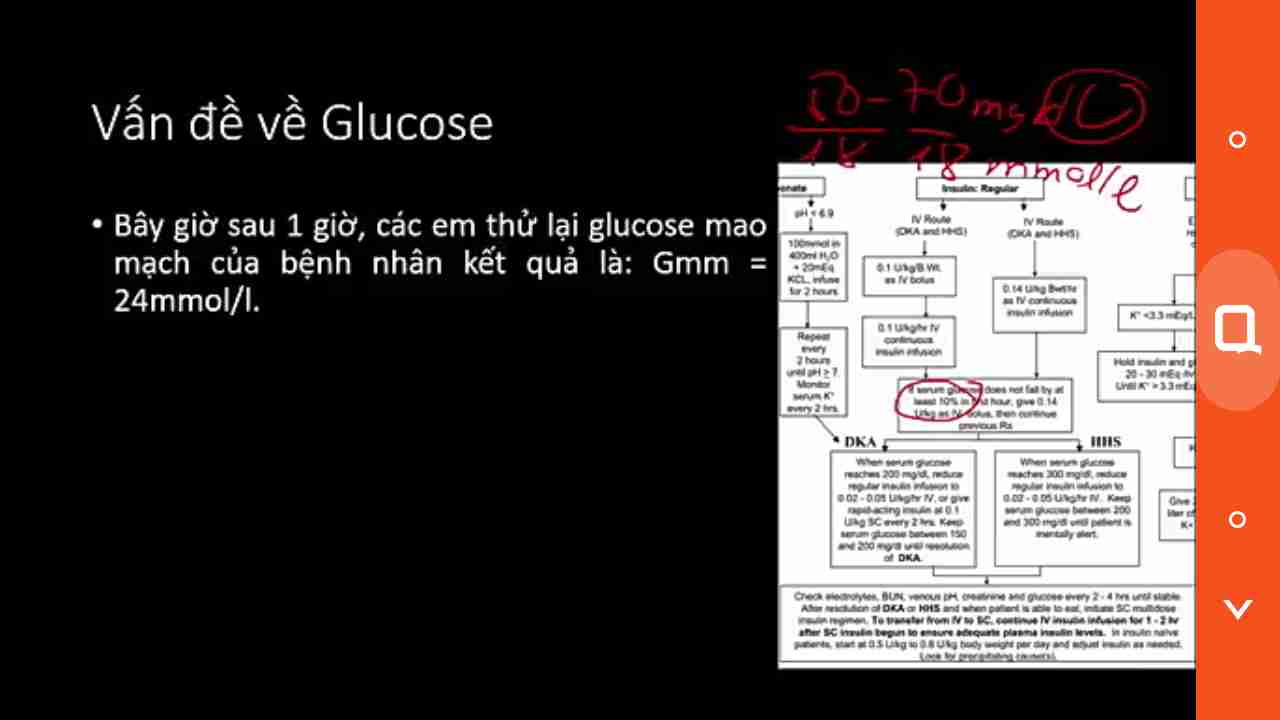 Vấn đề về Glucose
• Bây giờ sau 1 giờ, các em thử lại glucose mao
mạch của bệnh nhân kết quả là: Gmm =
24mmol/l.
50-70 mg/dL
18 18 mmol/l
onate
pH < 6.9
100mmol in
400ml H₂O
+ 20mEq
KCL, infuse
for 2 hours
Repeat
every
2 hours
until pH ≥ 7.
Monitor
serum K⁺
every 2 hrs.
Insulin: Regular
IV Route
(DKA and HHS)
IV Route
(DKA and HHS)
0.1 U/kg/B.Wt.
as IV bolus
0.14 U/kg Bwt/hr
as IV continuous
insulin infusion
0.1 U/kg/hr IV
continuous
insulin infusion
K⁺ <3.3 mEq/L
Hold insulin and
20 - 30 mEq
Until K⁺ > 3.3 mEq
serum glucose does not fall by at
least 10% in first hour, give 0.14
U/kg as IV bolus, then continue
previous Rx
DKA
When serum glucose
reaches 200 mg/dl, reduce
regular insulin infusion to
0.02 - 0.05 U/kg/hr IV, or give
rapid-acting insulin at 0.1
U/kg SC every 2 hrs. Keep
serum glucose between 150
and 200 mg/dl until resolution
of DKA.
HHS
When serum glucose
reaches 300 mg/dl, reduce
regular insulin infusion to
0.02 - 0.05 U/kg/hr IV. Keep
serum glucose between 200
and 300 mg/dl until patient is
mentally alert.
Give
K+
Check electrolytes, BUN, venous pH, creatinine and glucose every 2 - 4 hrs until stable.
After resolution of DKA or HHS and when patient is able to eat, initiate SC multidose
insulin regimen. To transfer from IV to SC, continue IV insulin infusion for 1 - 2 hr
after SC insulin begun to ensure adequate plasma insulin levels. In insulin naive
patients, start at 0.5 U/kg to 0.8 U/kg body weight per day and adjust insulin as needed.
Look for precipitating cause(s).